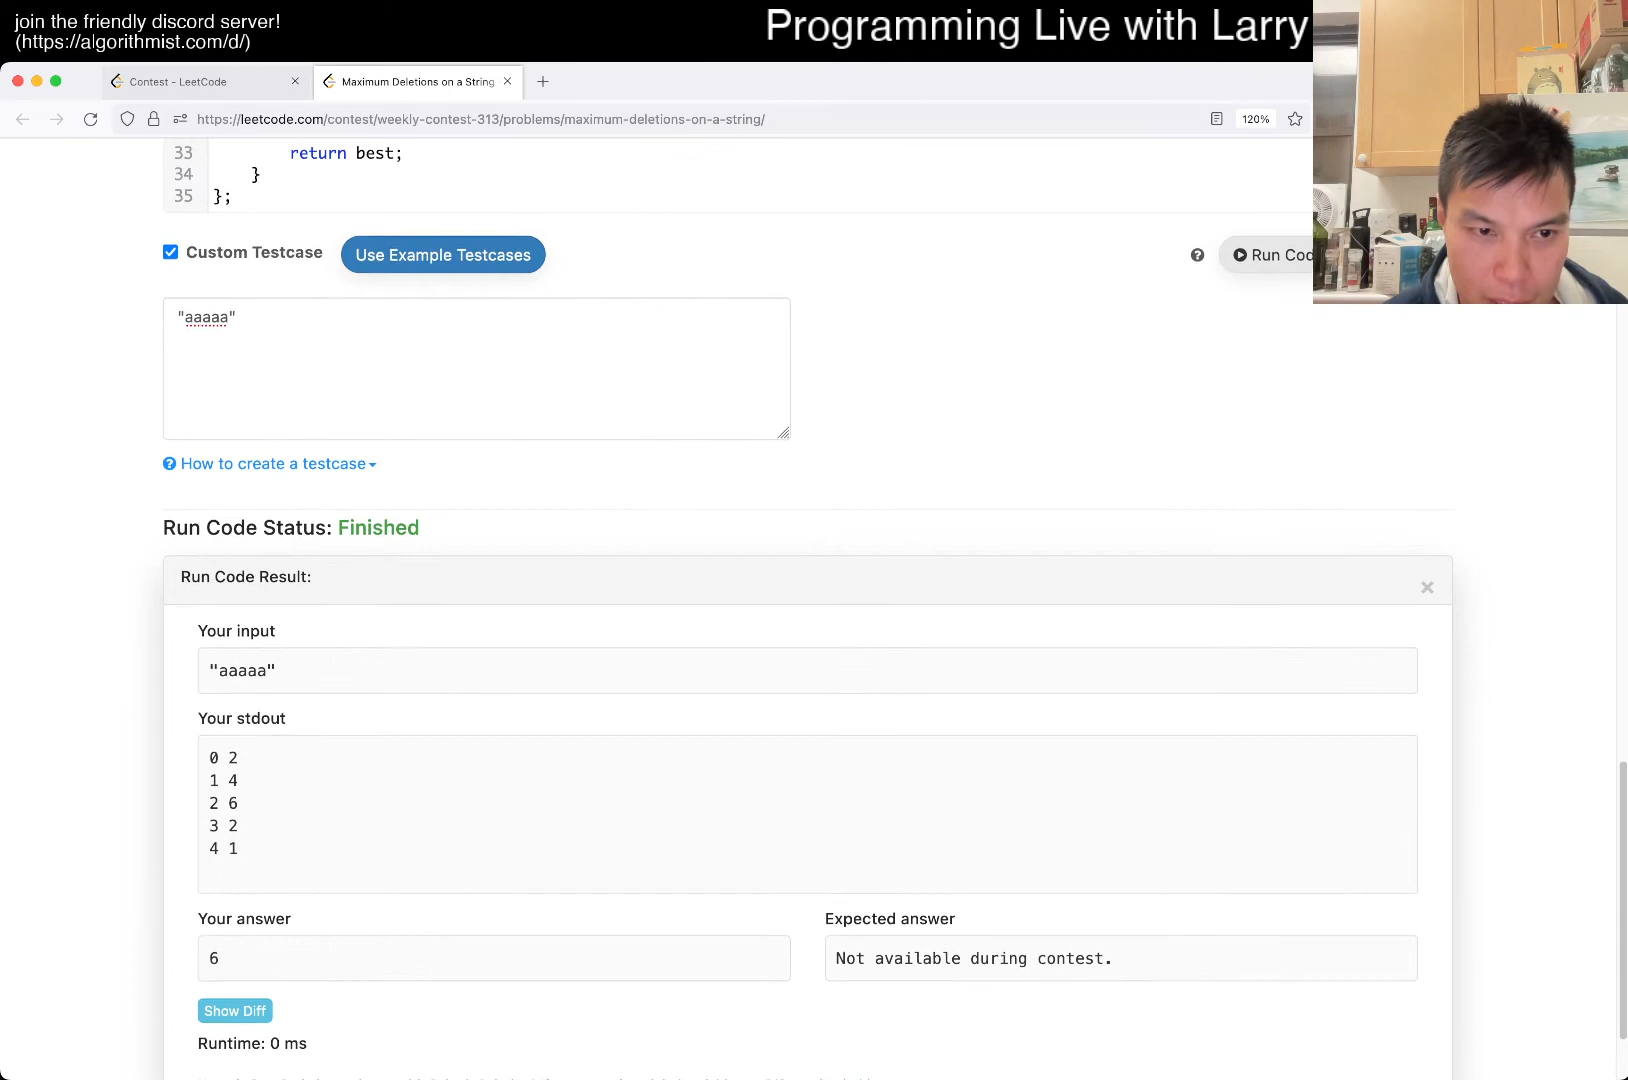 join the friendly discord server!
(https://algorithmist.com/d/)
Programming Live with Larry
Contest - LeetCode
Maximum Deletions on a String
https://leetcode.com/contest/weekly-contest-313/problems/maximum-deletions-on-a-string/
120%
33 return best;
34 }
35 };
Custom Testcase
Use Example Testcases
Run Cod
"aaaaa"
How to create a testcase
Run Code Status: Finished
Run Code Result:
Your input
"aaaaa"
Your stdout
0 2
1 4
2 6
3 2
4 1
Your answer
Expected answer
6
Not available during contest.
Show Diff
Runtime: 0 ms